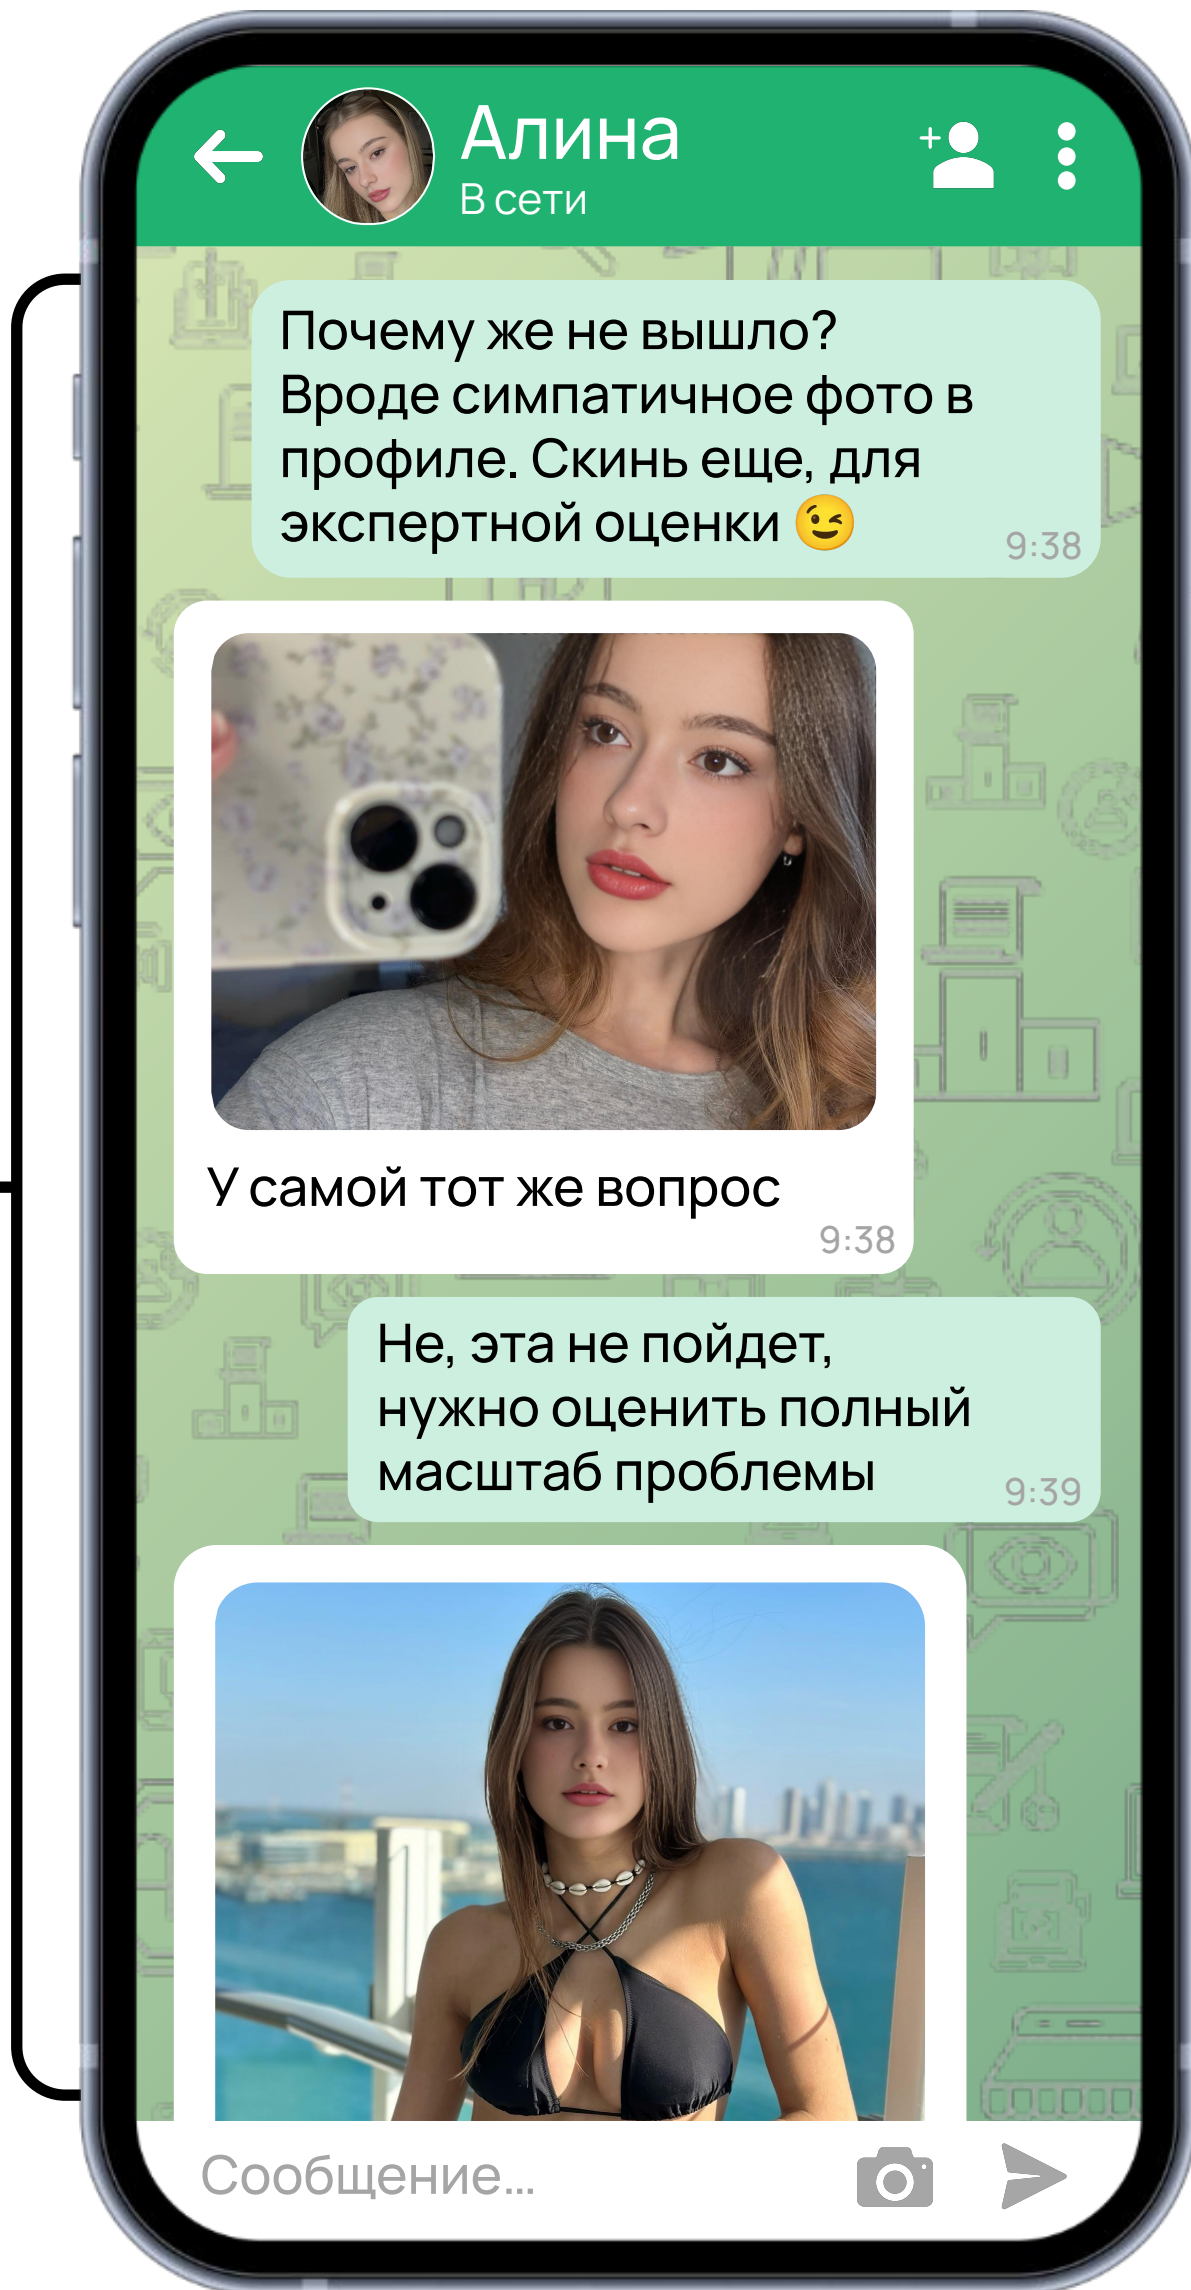 Алина
В сети
Почему же не вышло?
Вроде симпатичное фото в
профиле. Скинь еще, для
экспертной оценки 😉
9:38
У самой тот же вопрос
9:38
Не, эта не пойдет,
нужно оценить полный
масштаб проблемы
9:39
Сообщение...